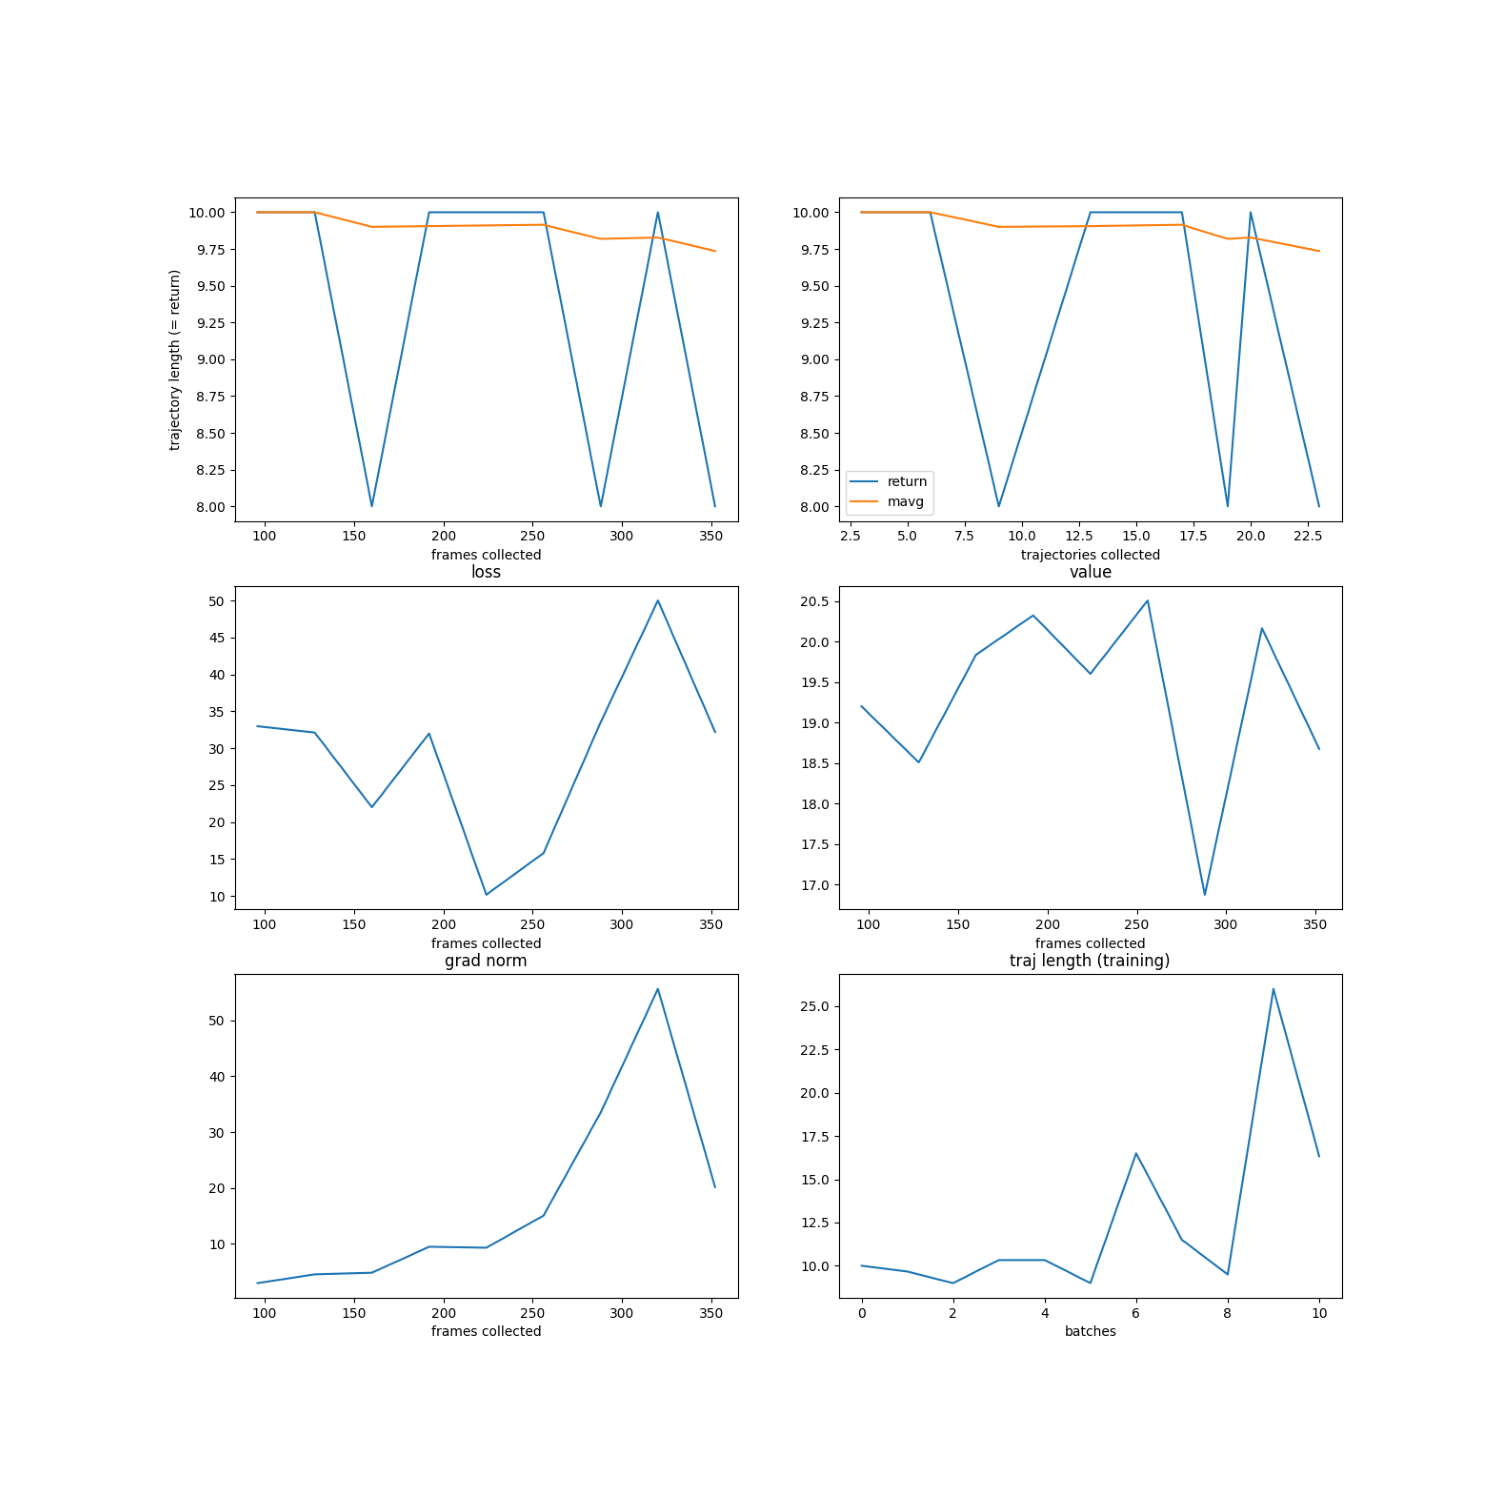 trajectory length (= return)
10.00
9.75
9.50
9.25
9.00
8.75
8.50
8.25
8.00
100 150 200 250 300 350
frames collected
10.00
9.75
9.50
9.25
9.00
8.75
8.50
8.25
8.00
return
mavg
2.5 5.0 7.5 10.0 12.5 15.0 17.5 20.0 22.5
trajectories collected
loss
50
45
40
35
30
25
20
15
10
100 150 200 250 300 350
frames collected
value
20.5
20.0
19.5
19.0
18.5
18.0
17.5
17.0
100 150 200 250 300 350
frames collected
grad norm
50
40
30
20
10
100 150 200 250 300 350
frames collected
traj length (training)
25.0
22.5
20.0
17.5
15.0
12.5
10.0
0 2 4 6 8 10
batches